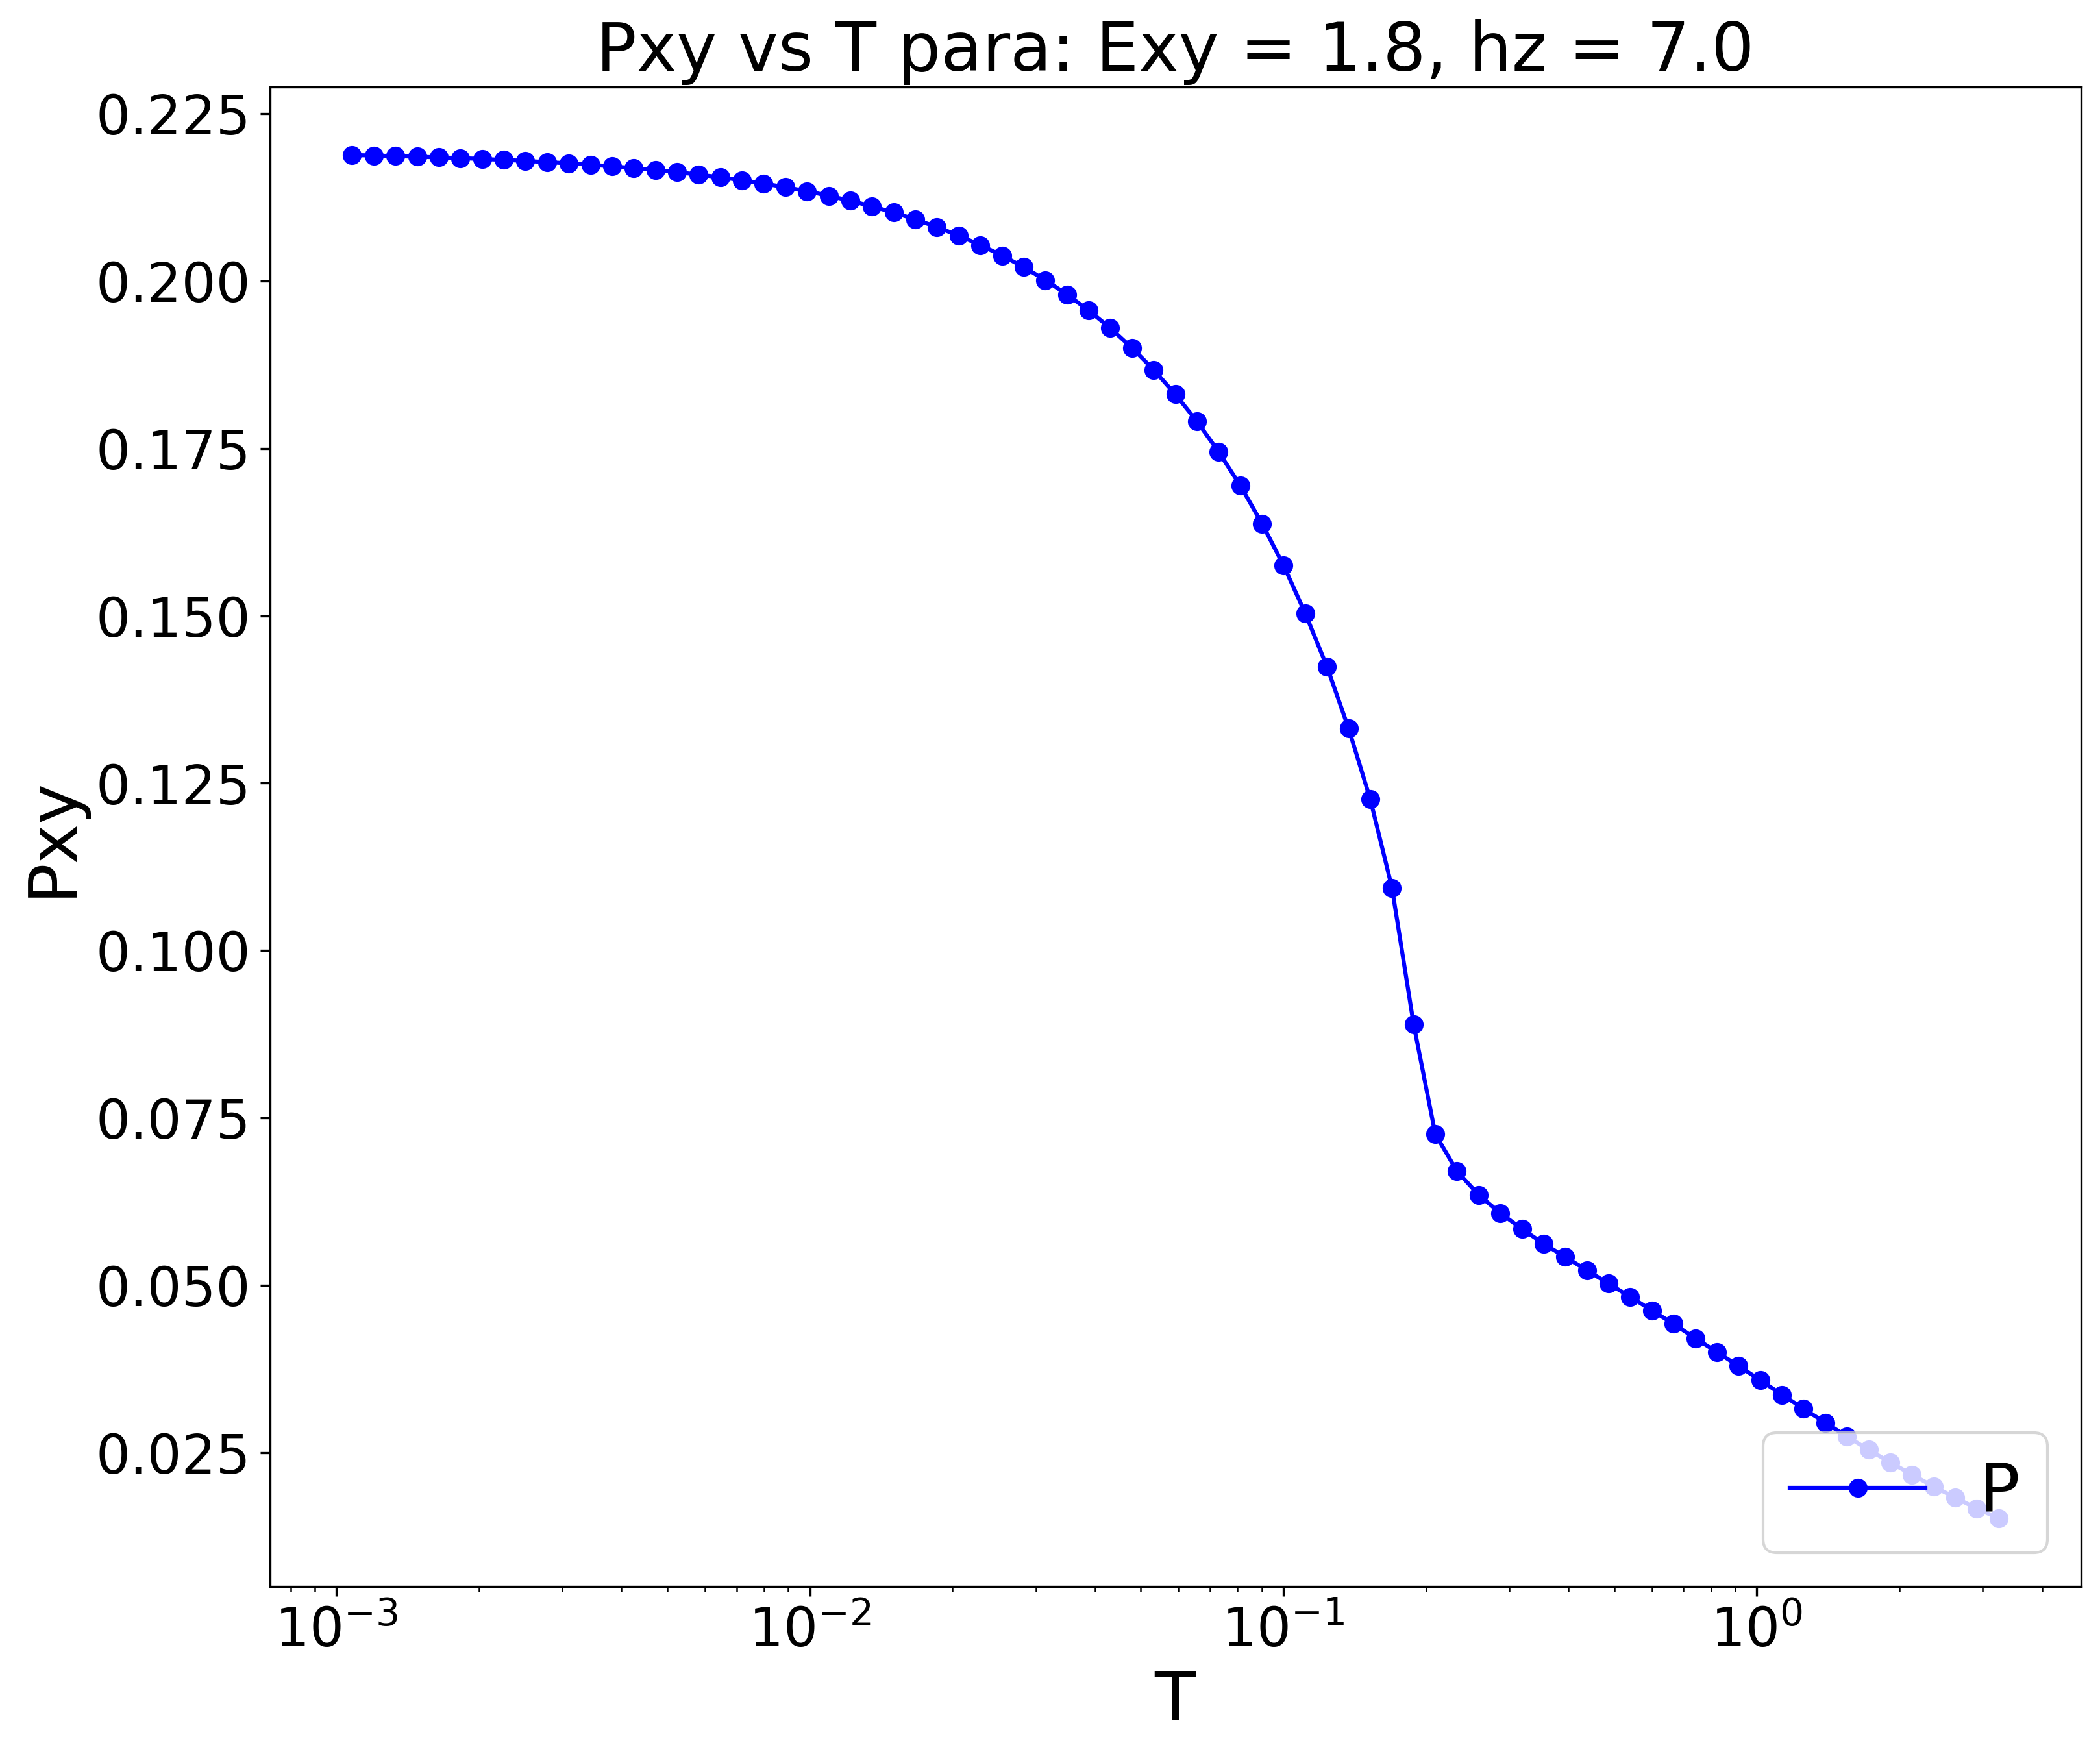 Pxy vs T para: Exy = 1.8, hz = 7.0
0.225
0.200
0.175
0.150
0.125
0.100
0.075
0.050
0.025
Pxy
P
10⁻³ 10⁻² 10⁻¹ 10⁰
T